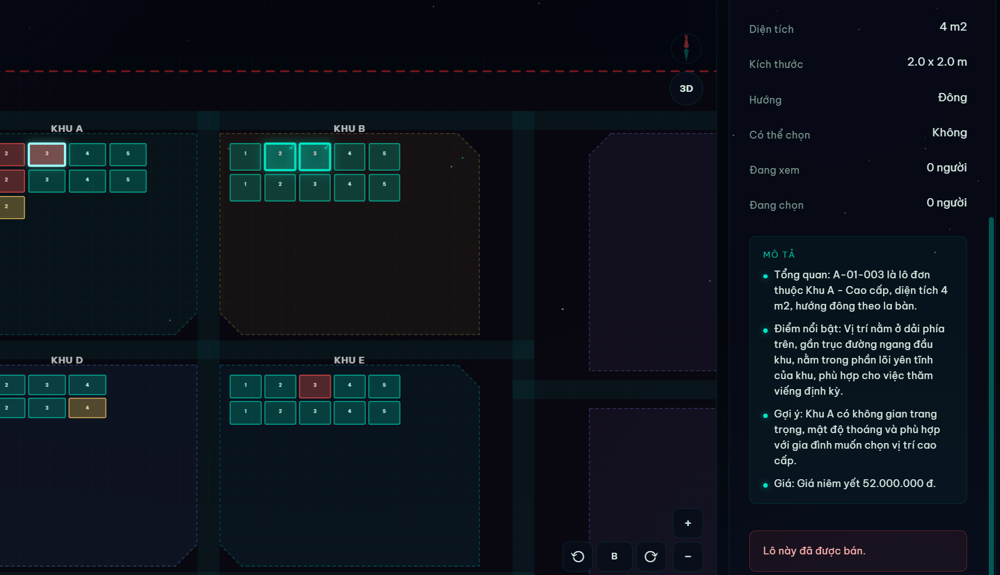 N
3D
KHU A
2 3 4 5
2 3 4 5
2
KHU B
1 2 3 4 5
1 2 3 4 5
KHU D
2 3 4
2 3 4
KHU E
1 2 3 4 5
1 2 3 4 5
+
B
−
Diện tích 4 m2
Kích thước 2.0 x 2.0 m
Hướng Đông
Có thể chọn Không
Đang xem 0 người
Đang chọn 0 người
MÔ TẢ
Tổng quan: A-01-003 là lô đơn
thuộc Khu A - Cao cấp, diện tích 4
m2, hướng đông theo la bàn.
Điểm nổi bật: Vị trí nằm ở dải phía
trên, gần trục đường ngang đầu
khu, nằm trong phần lõi yên tĩnh
của khu, phù hợp cho việc thăm
viếng định kỳ.
Gợi ý: Khu A có không gian trang
trọng, mật độ thoáng và phù hợp
với gia đình muốn chọn vị trí cao
cấp.
Giá: Giá niêm yết 52.000.000 đ.
Lô này đã được bán.